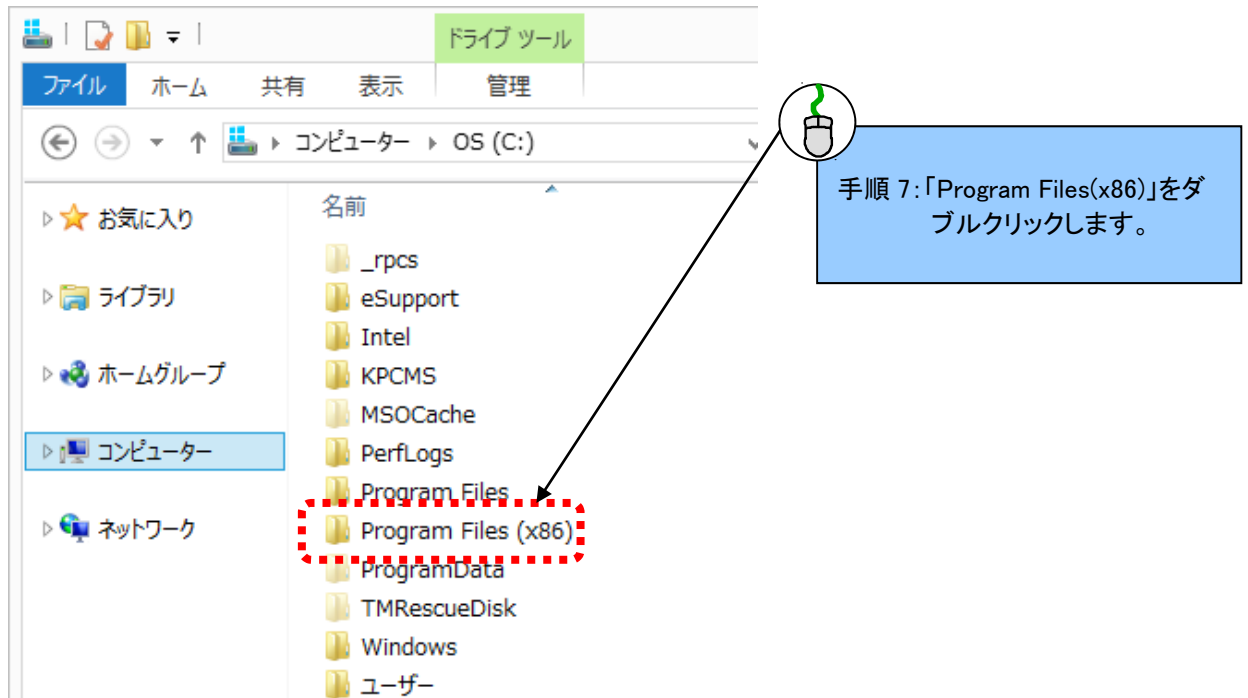 ドライブ ツール
ファイル ホーム 共有 表示 管理
コンピューター OS (C:)
名前
お気に入り
ライブラリ
ホームグループ
コンピューター
ネットワーク
_rpcs
eSupport
Intel
KPCMS
MSOCache
PerfLogs
Program Files
Program Files (x86)
ProgramData
TMRescueDisk
Windows
ユーザー
手順 7:「Program Files(x86)」をダ
ブルクリックします。